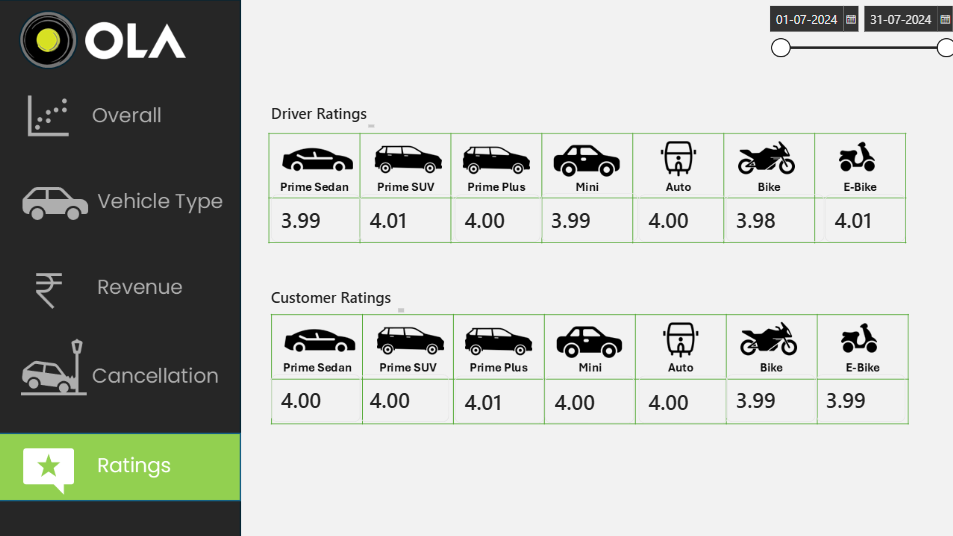 OLA
01-07-2024 31-07-2024
Overall
Vehicle Type
Revenue
Cancellation
Ratings
Driver Ratings
Prime Sedan Prime SUV Prime Plus Mini Auto Bike E-Bike
3.99 4.01 4.00 3.99 4.00 3.98 4.01
Customer Ratings
Prime Sedan Prime SUV Prime Plus Mini Auto Bike E-Bike
4.00 4.00 4.01 4.00 4.00 3.99 3.99